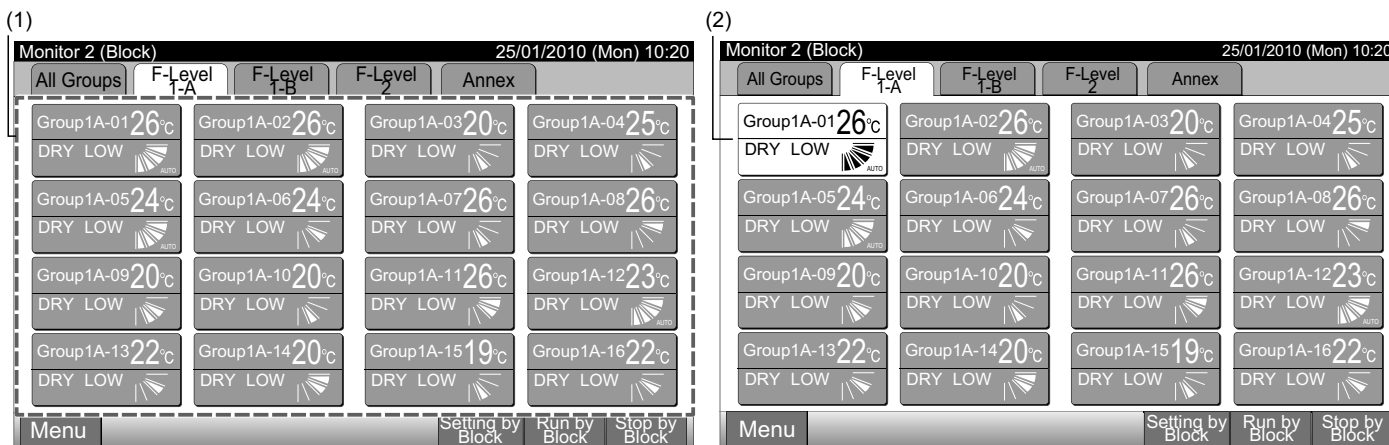 (1)
Monitor 2 (Block) 25/01/2010 (Mon) 10:20
All Groups F-Level 1-A F-Level 1-B F-Level 2 Annex
Group1A-01 26°C Group1A-02 26°C Group1A-03 20°C Group1A-04 25°C
DRY LOW AUTO DRY LOW AUTO DRY LOW DRY LOW
Group1A-05 24°C Group1A-06 24°C Group1A-07 26°C Group1A-08 26°C
DRY LOW AUTO DRY LOW DRY LOW DRY LOW
Group1A-09 20°C Group1A-10 20°C Group1A-11 26°C Group1A-12 23°C
DRY LOW DRY LOW DRY LOW DRY LOW AUTO
Group1A-13 22°C Group1A-14 20°C Group1A-15 19°C Group1A-16 22°C
DRY LOW DRY LOW DRY LOW DRY LOW
Menu Setting by Block Run by Block Stop by Block
(2)
Monitor 2 (Block) 25/01/2010 (Mon) 10:20
All Groups F-Level 1-A F-Level 1-B F-Level 2 Annex
Group1A-01 26°C Group1A-02 26°C Group1A-03 20°C Group1A-04 25°C
DRY LOW AUTO DRY LOW DRY LOW DRY LOW
Group1A-05 24°C Group1A-06 24°C Group1A-07 26°C Group1A-08 26°C
DRY LOW AUTO DRY LOW DRY LOW DRY LOW
Group1A-09 20°C Group1A-10 20°C Group1A-11 26°C Group1A-12 23°C
DRY LOW DRY LOW DRY LOW DRY LOW AUTO
Group1A-13 22°C Group1A-14 20°C Group1A-15 19°C Group1A-16 22°C
DRY LOW DRY LOW DRY LOW DRY LOW
Menu Setting by Block Run by Block Stop by Block